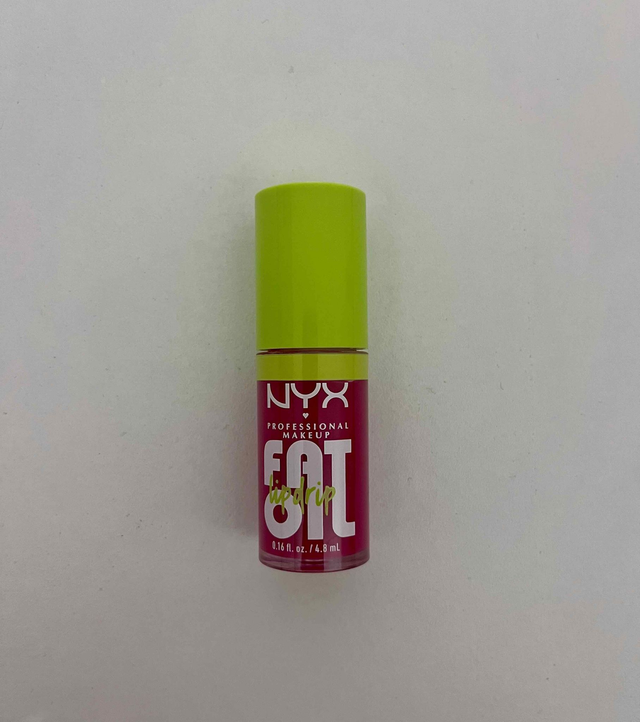 NYX
PROFESSIONAL
MAKEUP
FAT
lip drip
OIL
0.16 fl. oz. / 4.8 mL